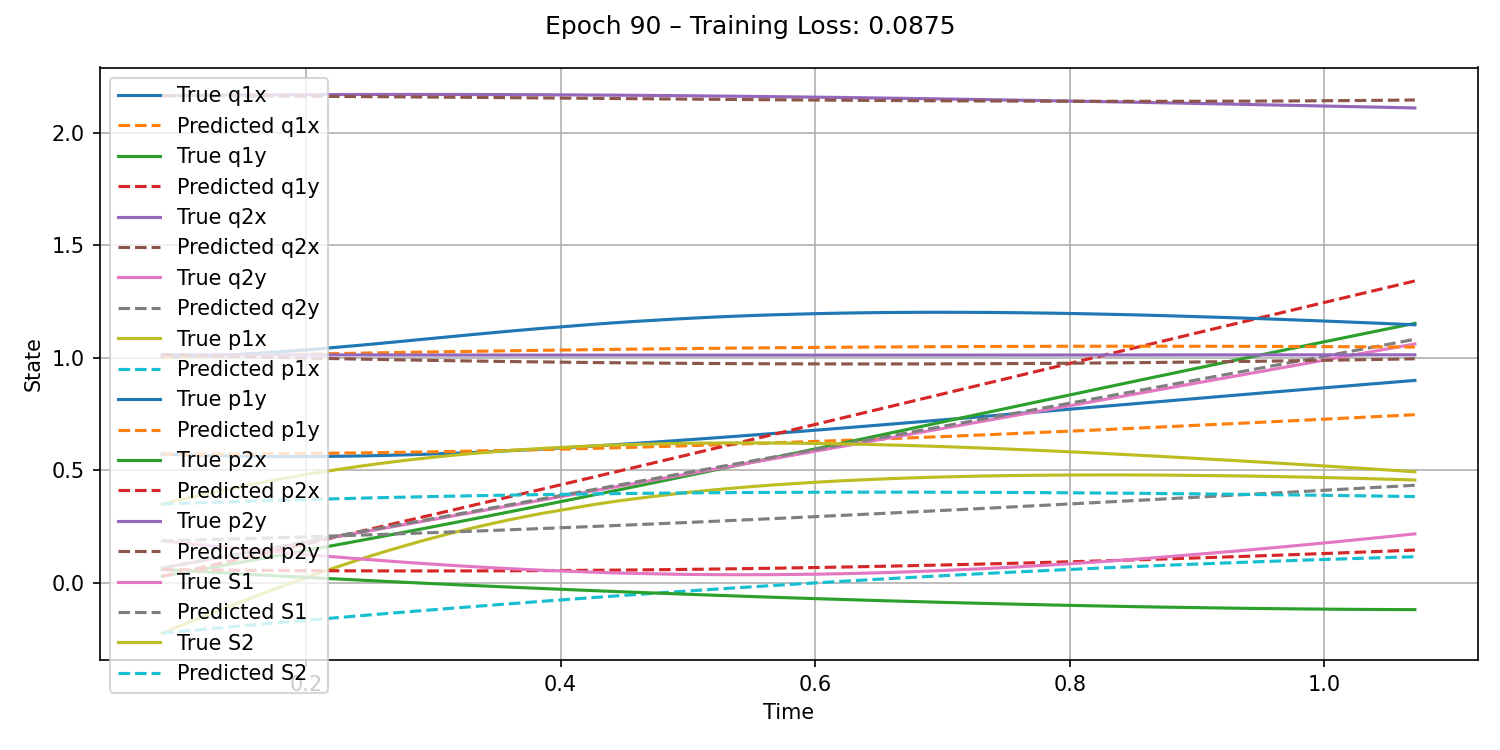 Epoch 90 – Training Loss: 0.0875
True q1x
Predicted q1x
True q1y
Predicted q1y
True q2x
Predicted q2x
True q2y
Predicted q2y
True p1x
Predicted p1x
True p1y
Predicted p1y
True p2x
Predicted p2x
True p2y
Predicted p2y
True S1
Predicted S1
True S2
Predicted S2
State
2.0
1.5
1.0
0.5
0.0
0.2
0.4
0.6
0.8
1.0
Time